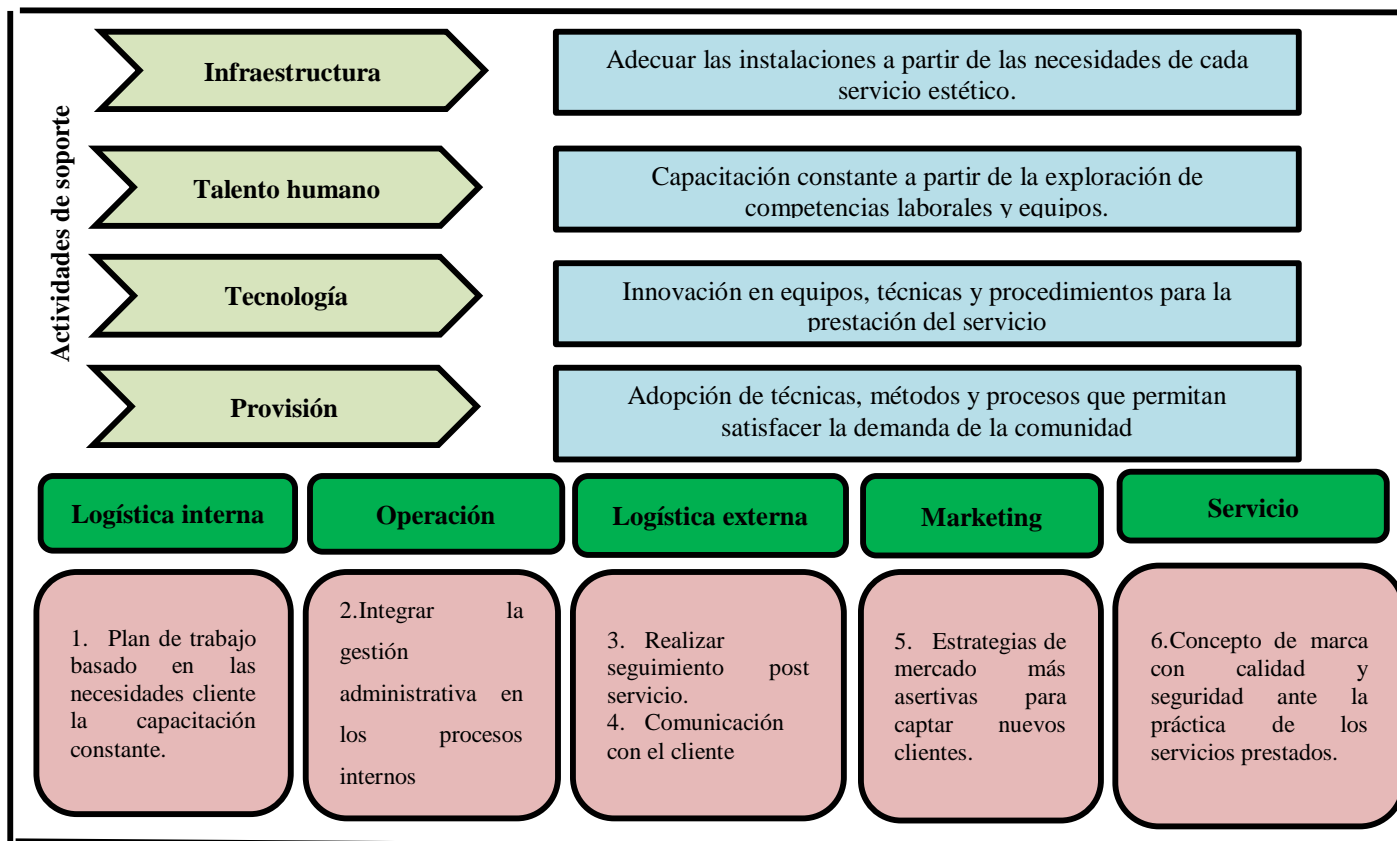 Actividades de soporte
Infraestructura
Adecuar las instalaciones a partir de las necesidades de cada
servicio estético.
Talento humano
Capacitación constante a partir de la exploración de
competencias laborales y equipos.
Tecnología
Innovación en equipos, técnicas y procedimientos para la
prestación del servicio
Provisión
Adopción de técnicas, métodos y procesos que permitan
satisfacer la demanda de la comunidad
Logística interna
Operación
Logística externa
Marketing
Servicio
1. Plan de trabajo
basado en las
necesidades cliente
la capacitación
constante.
2.Integrar la
gestión
administrativa en
los procesos
internos
3. Realizar
seguimiento post
servicio.
4. Comunicación
con el cliente
5. Estrategias de
mercado más
asertivas para
captar nuevos
clientes.
6.Concepto de marca
con calidad y
seguridad ante la
práctica de los
servicios prestados.